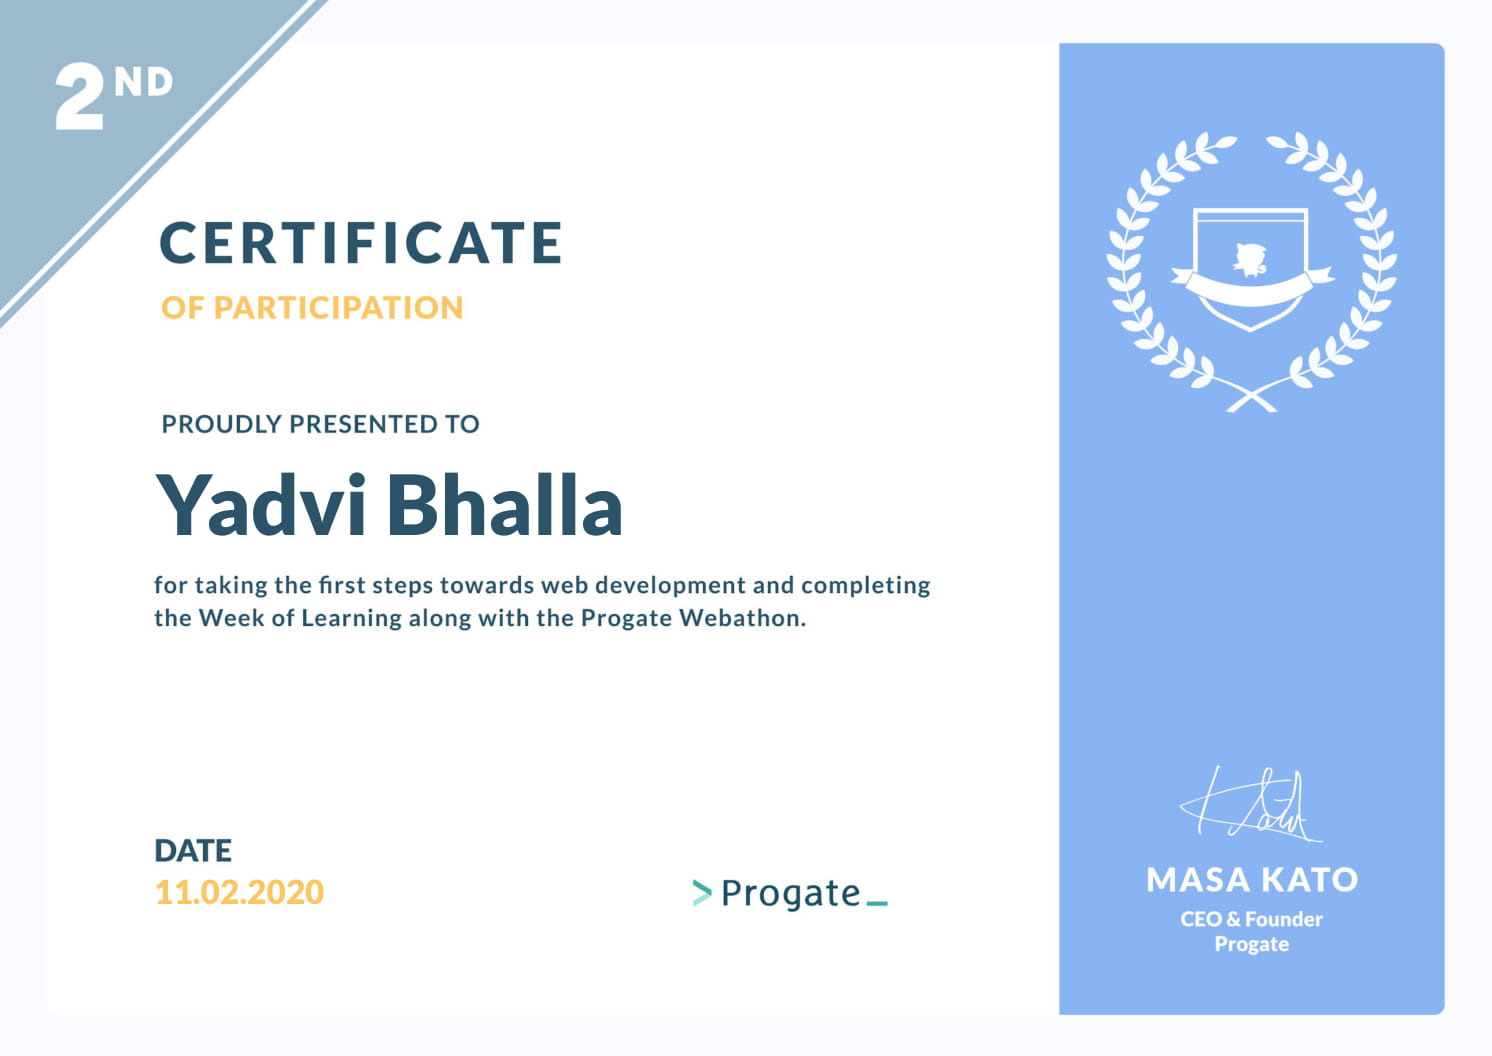 2ND
CERTIFICATE
OF PARTICIPATION
PROUDLY PRESENTED TO
Yadvi Bhalla
for taking the first steps towards web development and completing
the Week of Learning along with the Progate Webathon.
DATE
11.02.2020
Progate
MASA KATO
CEO & Founder
Progate